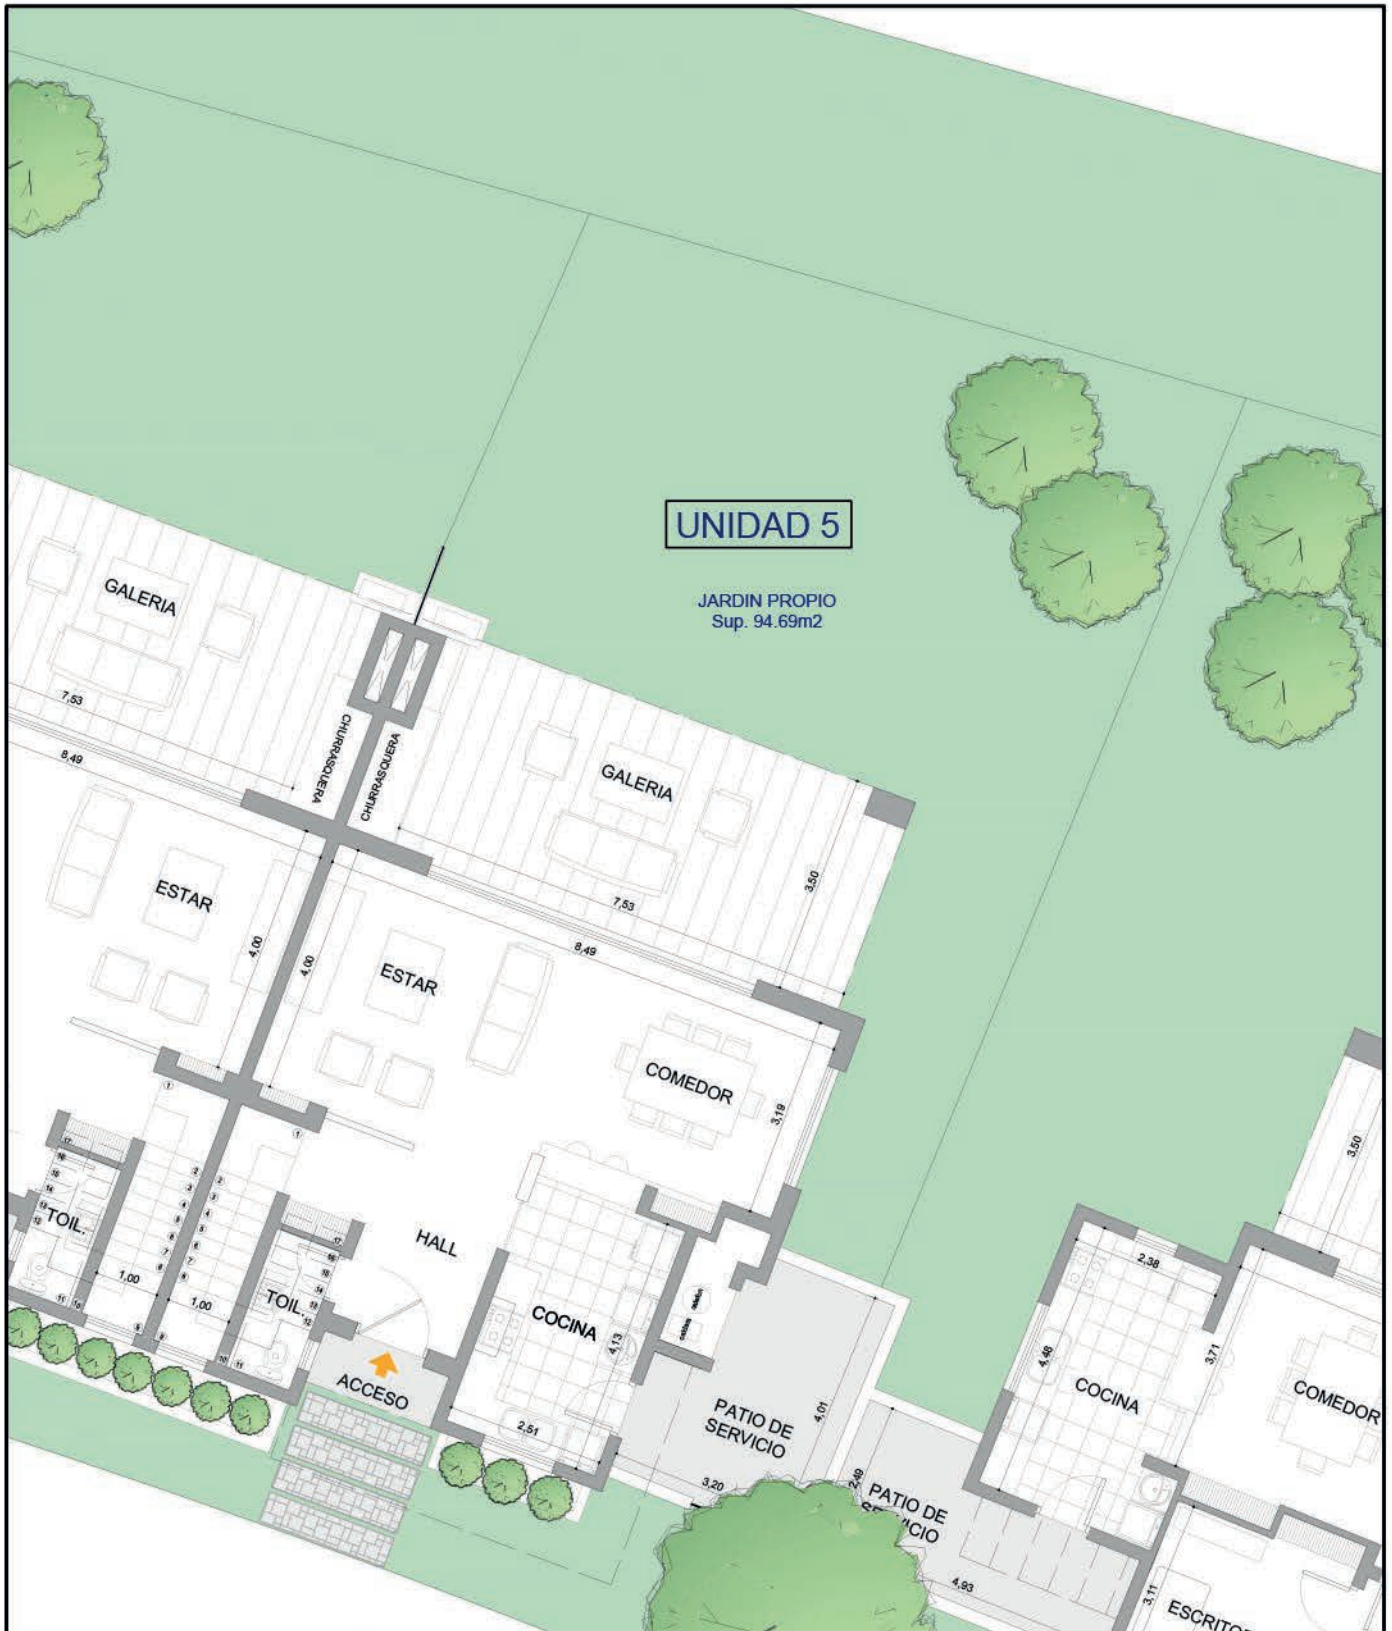 UNIDAD 5
JARDIN PROPIO
Sup. 94.69m2
GALERIA
7,53
8,49
CHURRASQUERA
CHURRASQUERA
GALERIA
7,53
3,50
8,49
ESTAR
4,00
4,00
ESTAR
COMEDOR
3,19
3,50
HALL
TOIL.
1,00
1,00
TOIL.
COCINA
4,13
2,51
ACCESO
PATIO DE
SERVICIO
4,01
3,20
2,49
PATIO DE
4,93
2,38
4,48
3,71
COCINA
COMEDOR
3,11